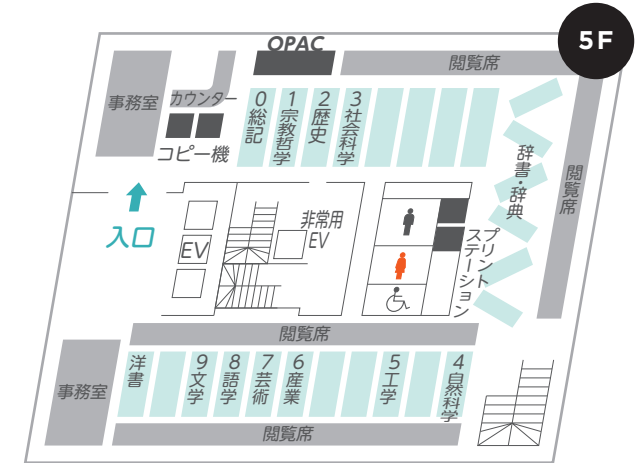 5F
OPAC
閲覧席
事務室
カウンター
コピー機
0総記
1宗教哲学
2歴史
3社会科学
辞書・辞典
閲覧席
入口
EV
非常用
EV
プリント
ステーション
閲覧席
事務室
洋書
9文学
8語学
7芸術
6産業
5工学
4自然科学
閲覧席